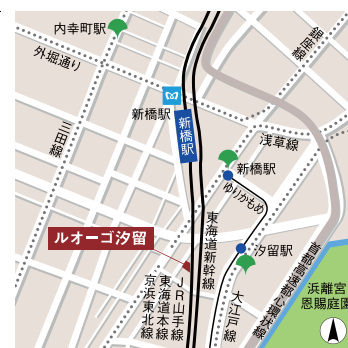 内幸町駅
外堀通り
銀座線
新橋駅
新橋駅
三田線
浅草線
新橋駅
ゆりかもめ
ルオーゴ汐留
東海道新幹線
汐留駅
首都高速都心環状線
JR山手線
東海道本線
京浜東北線
大江戸線
浜離宮
恩賜庭園